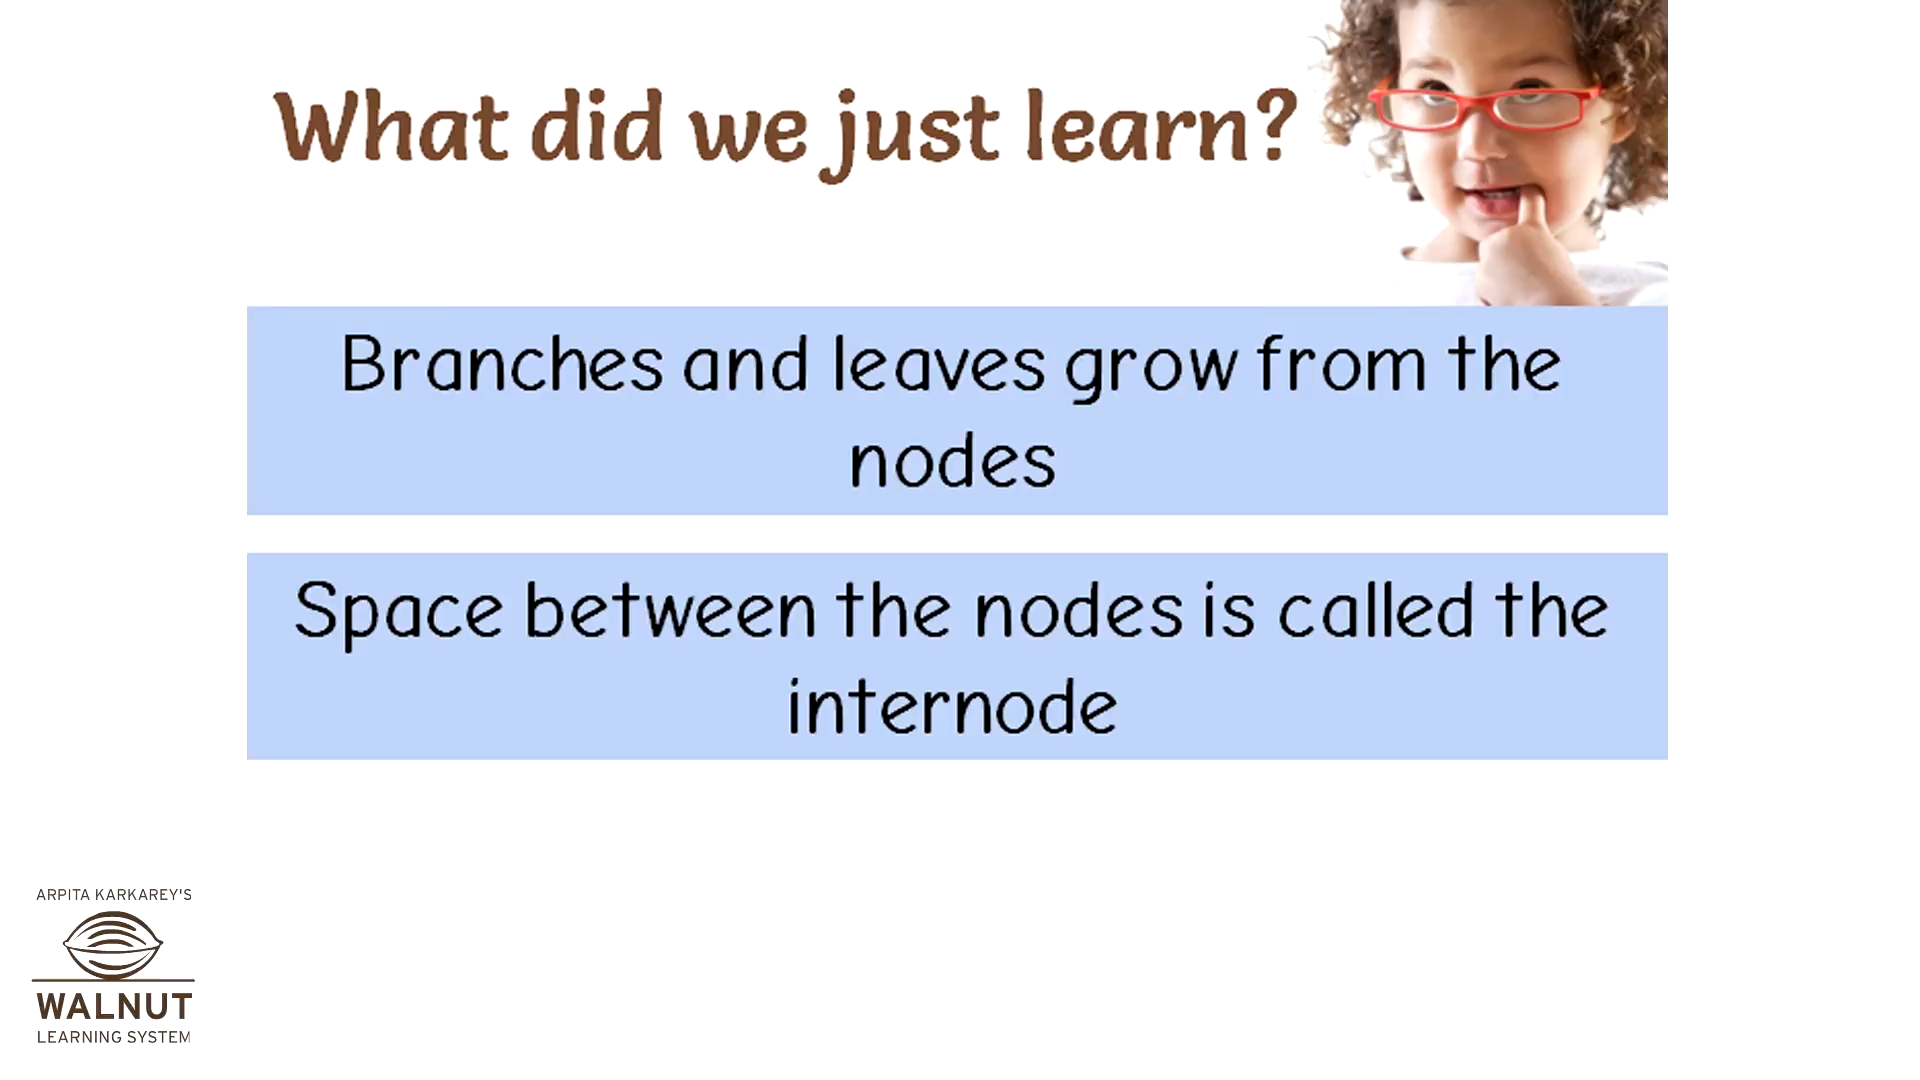 What did we just learn?
Branches and leaves grow from the
nodes
Space between the nodes is called the
internode
ARPITA KARKAREY'S
WALNUT
LEARNING SYSTEM